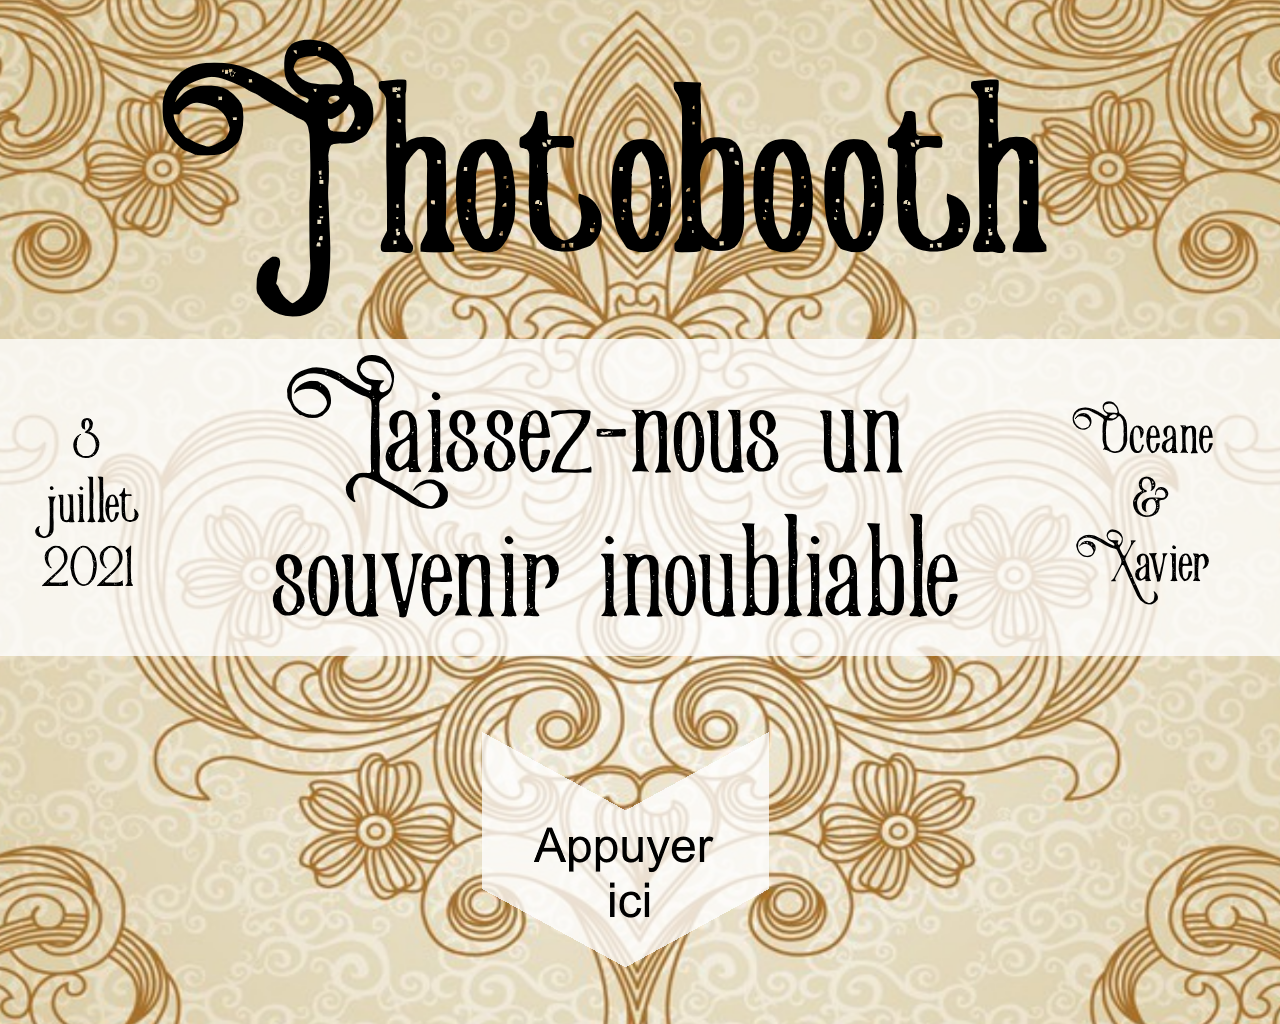 Photobooth
Laissez-nous un
souvenir inoubliable
3
juillet
2021
Oceane
&
Xavier
Appuyer
ici